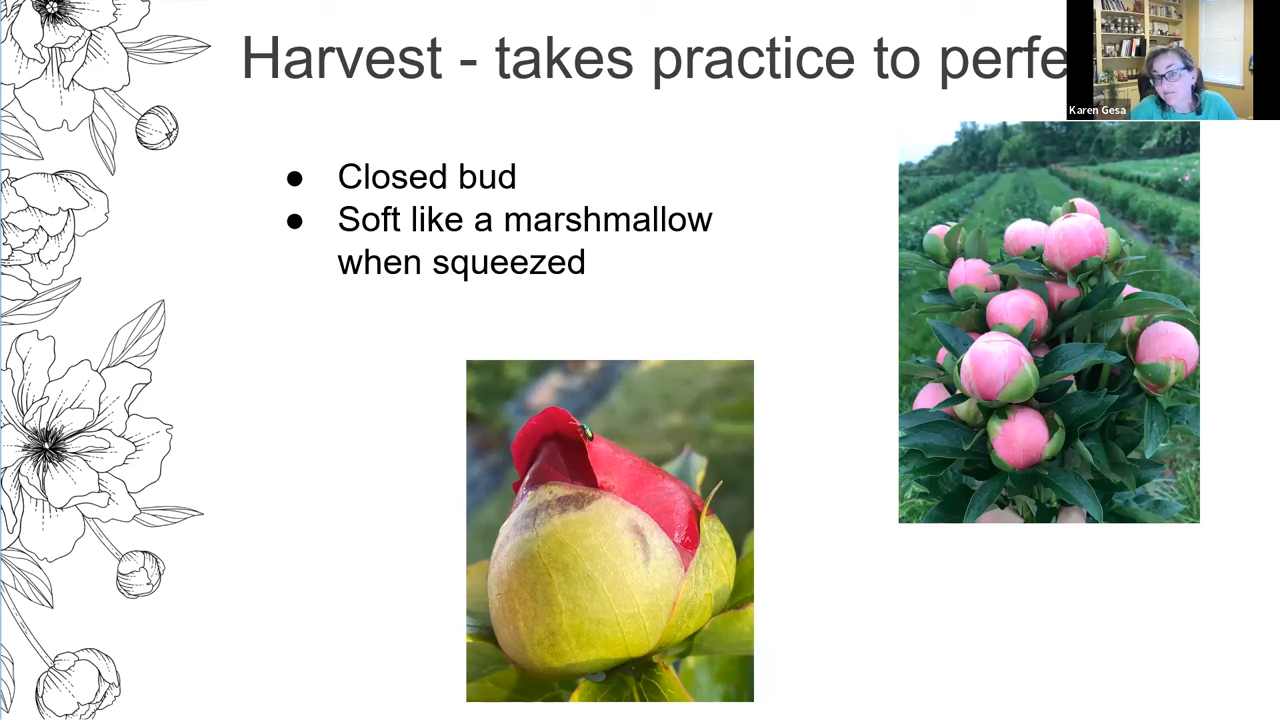 Harvest - takes practice to perfe
Karen Gesa
● Closed bud
● Soft like a marshmallow
when squeezed